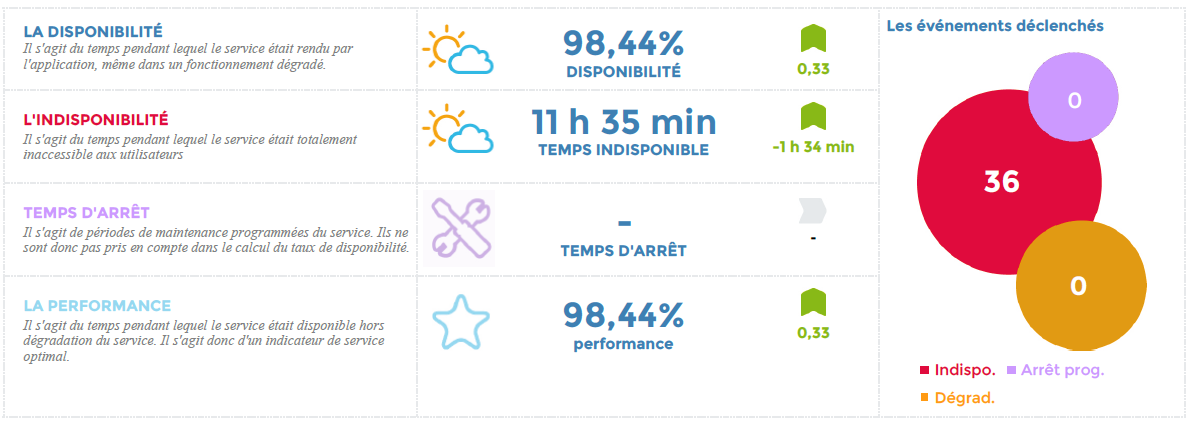 LA DISPONIBILITÉ
Il s'agit du temps pendant lequel le service était rendu par
l'application, même dans un fonctionnement dégradé.
98,44%
DISPONIBILITÉ
0,33
L'INDISPONIBILITÉ
Il s'agit du temps pendant lequel le service était totalement
inaccessible aux utilisateurs
11 h 35 min
TEMPS INDISPONIBLE
-1 h 34 min
TEMPS D'ARRÊT
Il s'agit de périodes de maintenance programmées du service. Ils ne
sont donc pas pris en compte dans le calcul du taux de disponibilité.
-
TEMPS D'ARRÊT
-
LA PERFORMANCE
Il s'agit du temps pendant lequel le service était disponible hors
dégradation du service. Il s'agit donc d'un indicateur de service
optimal.
98,44%
performance
0,33
Les événements déclenchés
0
36
0
Indispo.
Arrêt prog.
Dégrad.